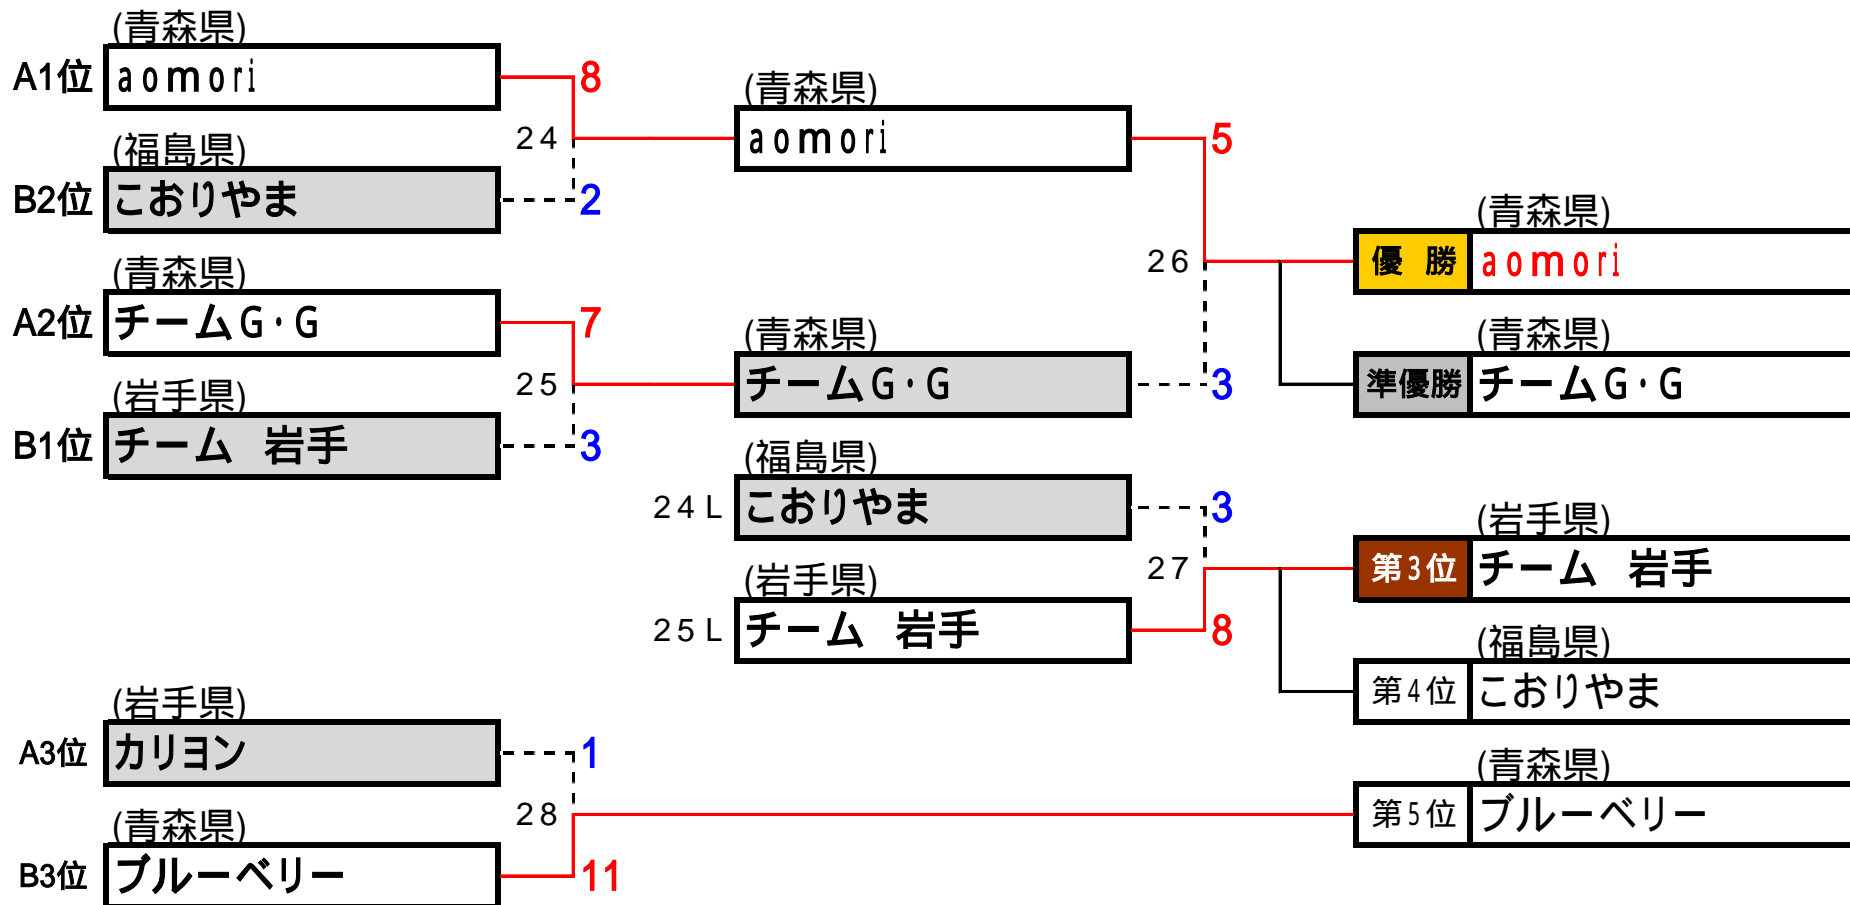 (青森県)
A1位 aomori 8
(福島県)
24
B2位 こおりやま 2
(青森県)
A2位 チームG・G 7
(岩手県)
25
B1位 チーム 岩手 3
(青森県)
aomori 5
26
(青森県)
チームG・G 3
(福島県)
24L こおりやま 3
27
(岩手県)
25L チーム 岩手 8
(青森県)
優 勝 aomori
(青森県)
準優勝 チームG・G
(岩手県)
第3位 チーム 岩手
(福島県)
第4位 こおりやま
(岩手県)
A3位 カリヨン 1
28
(青森県)
B3位 ブルーベリー 11
(青森県)
第5位 ブルーベリー